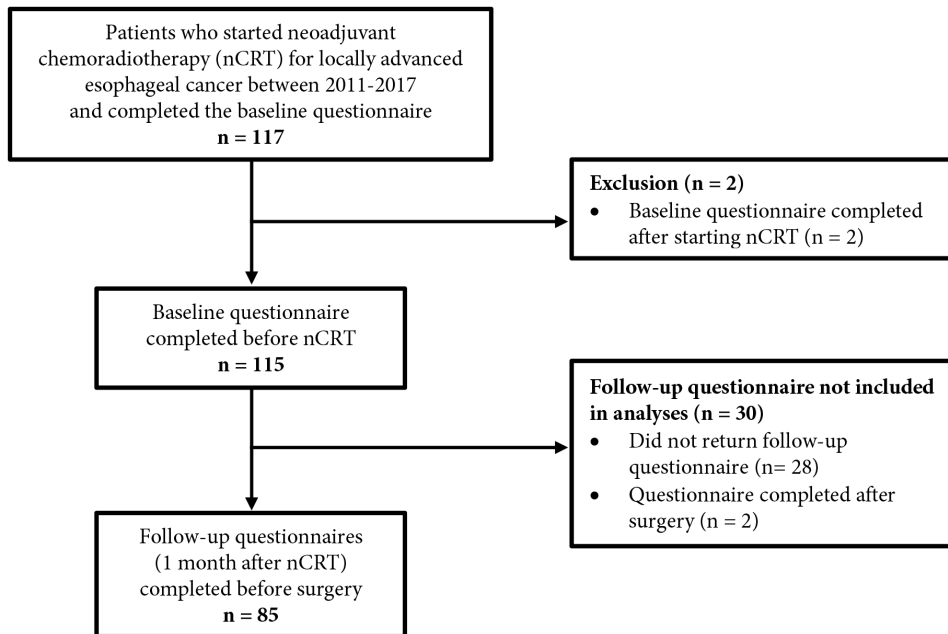 Patients who started neoadjuvant
chemoradiotherapy (nCRT) for locally advanced
esophageal cancer between 2011-2017
and completed the baseline questionnaire
n = 117
Exclusion (n = 2)
• Baseline questionnaire completed
after starting nCRT (n = 2)
Baseline questionnaire
completed before nCRT
n = 115
Follow-up questionnaire not included
in analyses (n = 30)
• Did not return follow-up
questionnaire (n= 28)
• Questionnaire completed after
surgery (n = 2)
Follow-up questionnaires
(1 month after nCRT)
completed before surgery
n = 85